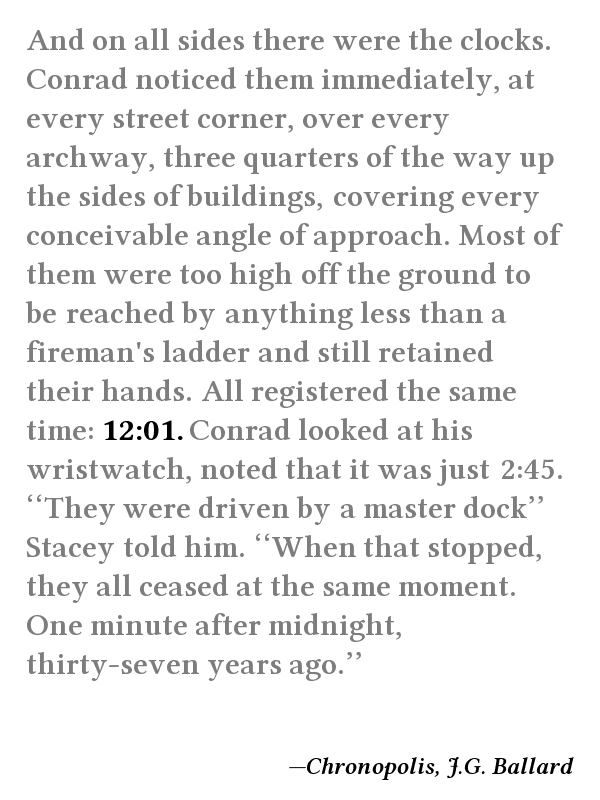 And on all sides there were the clocks.
Conrad noticed them immediately, at
every street corner, over every
archway, three quarters of the way up
the sides of buildings, covering every
conceivable angle of approach. Most of
them were too high off the ground to
be reached by anything less than a
fireman's ladder and still retained
their hands. All registered the same
time: 12:01. Conrad looked at his
wristwatch, noted that it was just 2:45.
‘‘They were driven by a master dock’’
Stacey told him. ‘‘When that stopped,
they all ceased at the same moment.
One minute after midnight,
thirty-seven years ago.’’
—Chronopolis, J.G. Ballard